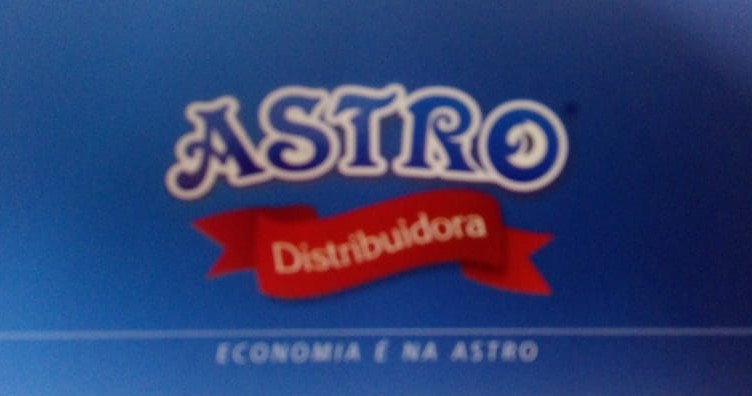 ASTRO
Distribuidora
ECONOMIA É NA ASTRO